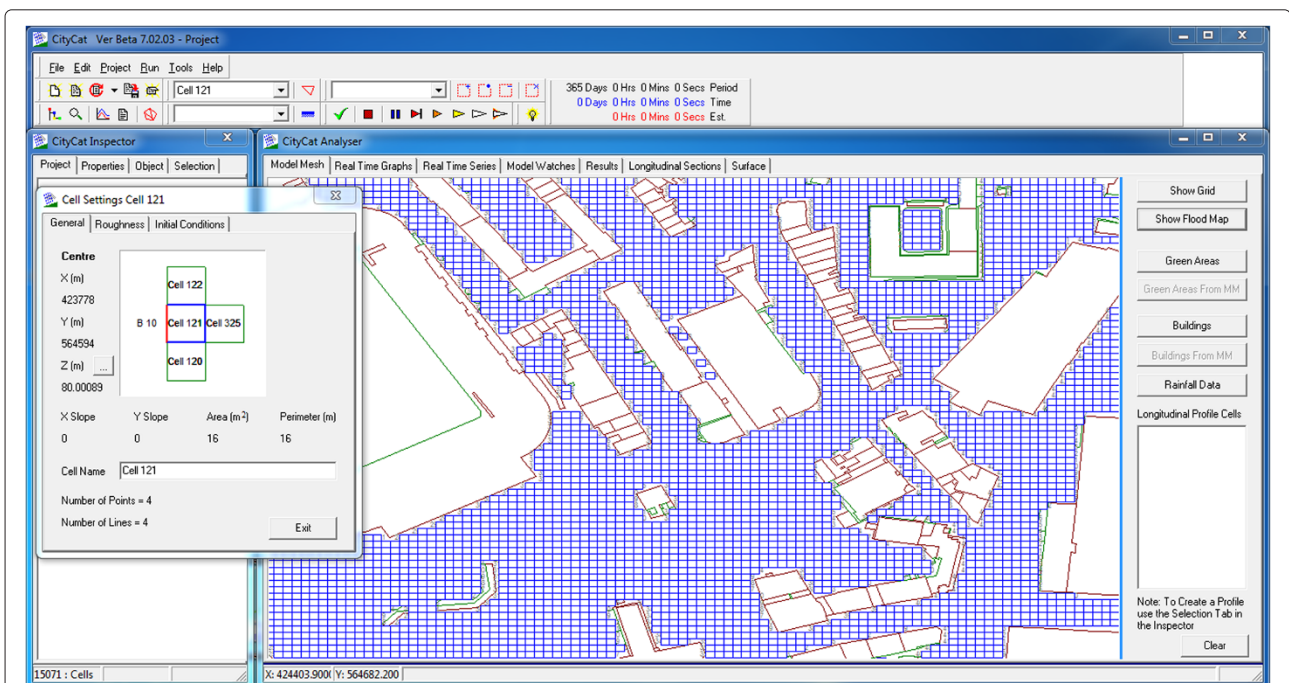 CityCat Ver Beta 7.02.03 - Project
File Edit Project Run Tools Help
Cell 121
365 Days 0 Hrs 0 Mins 0 Secs Period
0 Days 0 Hrs 0 Mins 0 Secs Time
0 Hrs 0 Mins 0 Secs Est.
CityCat Inspector
Project Properties Object Selection
Cell Settings Cell 121
General Roughness Initial Conditions
Centre
X (m)
423778
Y (m)
564594
Z (m) ...
80.00089
Cell 122
B 10 Cell 121 Cell 325
Cell 120
X Slope Y Slope Area (m²) Perimeter (m)
0 0 16 16
Cell Name Cell 121
Number of Points = 4
Number of Lines = 4
Exit
15071 : Cells
CityCat Analyser
Model Mesh Real Time Graphs Real Time Series Model Watches Results Longitudinal Sections Surface
Show Grid
Show Flood Map
Green Areas
Green Areas From MM
Buildings
Buildings From MM
Rainfall Data
Longitudinal Profile Cells
Note: To Create a Profile
use the Selection Tab in
the Inspector
Clear
X: 424403.900( Y: 564682.200